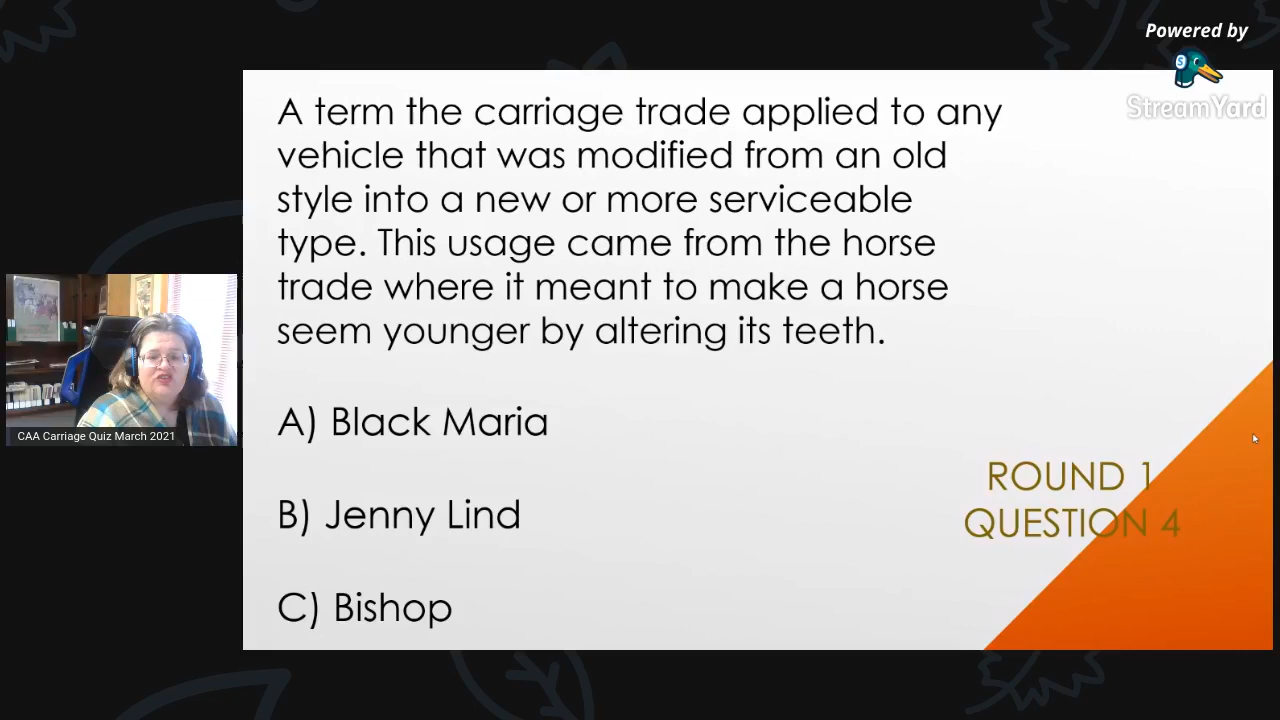 Powered by
StreamYard
A term the carriage trade applied to any
vehicle that was modified from an old
style into a new or more serviceable
type. This usage came from the horse
trade where it meant to make a horse
seem younger by altering its teeth.
A) Black Maria
B) Jenny Lind
C) Bishop
ROUND 1
QUESTION 4
CAA Carriage Quiz March 2021